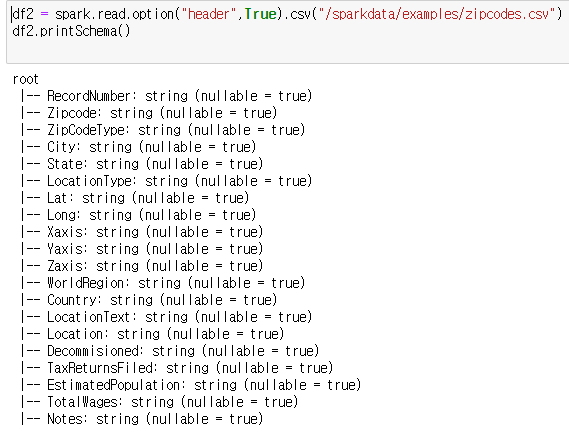 df2 = spark.read.option("header",True).csv("/sparkdata/examples/zipcodes.csv")
df2.printSchema()
root
|-- RecordNumber: string (nullable = true)
|-- Zipcode: string (nullable = true)
|-- ZipCodeType: string (nullable = true)
|-- City: string (nullable = true)
|-- State: string (nullable = true)
|-- LocationType: string (nullable = true)
|-- Lat: string (nullable = true)
|-- Long: string (nullable = true)
|-- Xaxis: string (nullable = true)
|-- Yaxis: string (nullable = true)
|-- Zaxis: string (nullable = true)
|-- WorldRegion: string (nullable = true)
|-- Country: string (nullable = true)
|-- LocationText: string (nullable = true)
|-- Location: string (nullable = true)
|-- Decommisioned: string (nullable = true)
|-- TaxReturnsFiled: string (nullable = true)
|-- EstimatedPopulation: string (nullable = true)
|-- TotalWages: string (nullable = true)
|-- Notes: string (nullable = true)